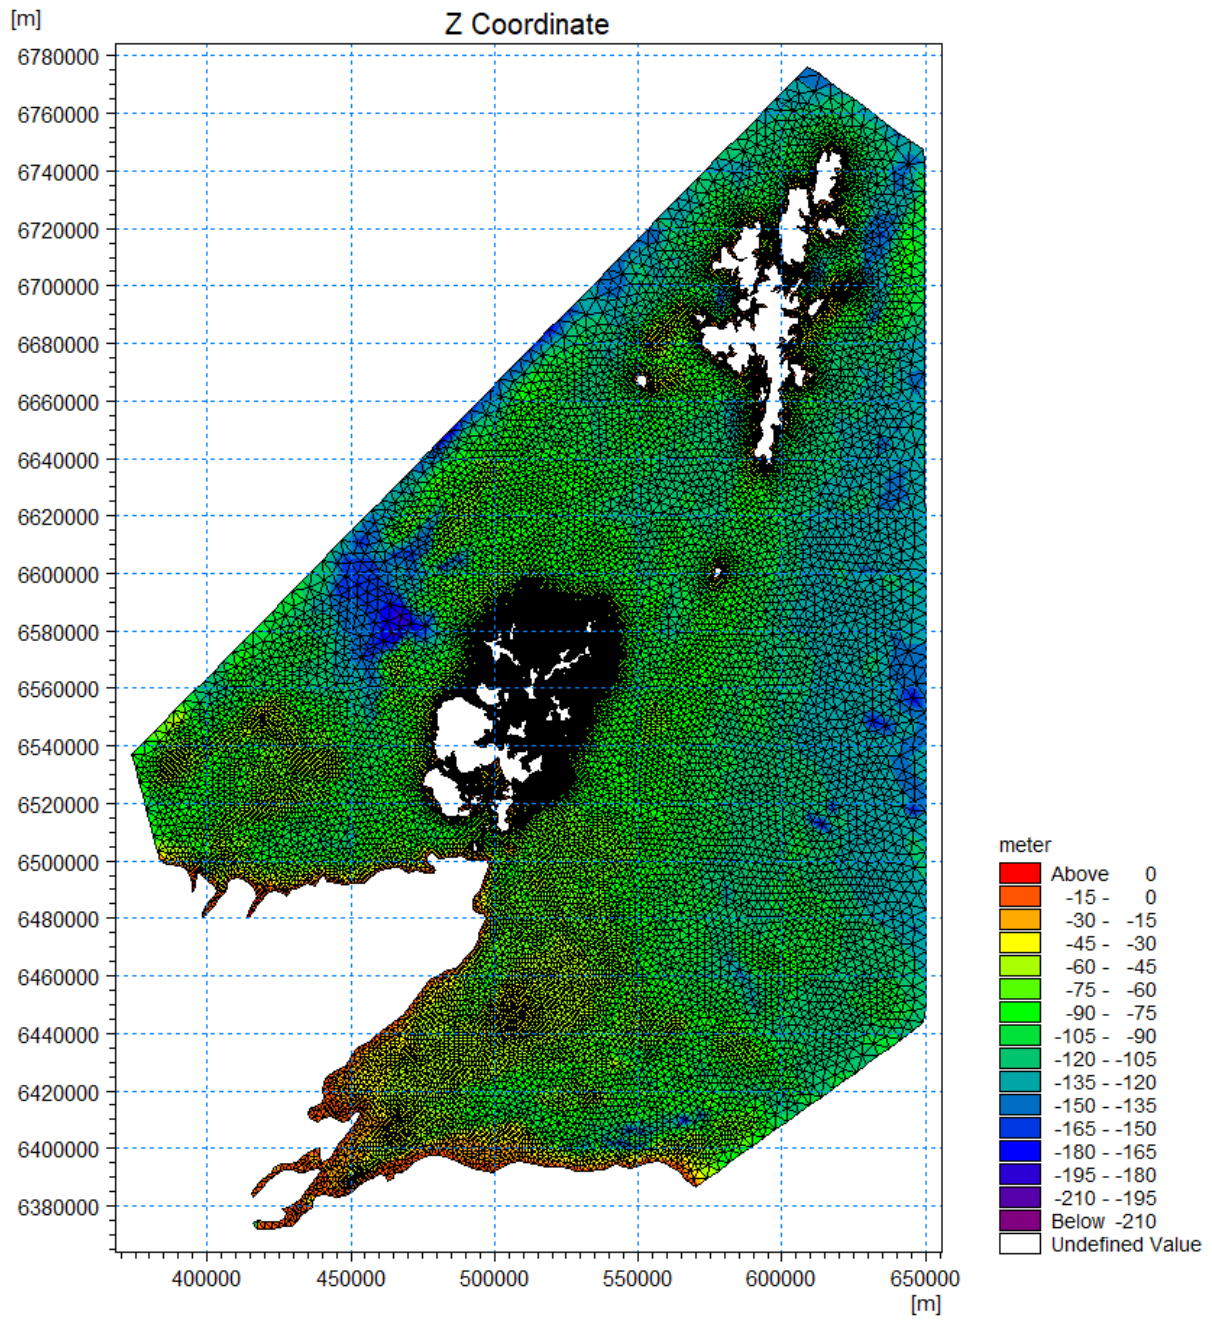 [m]
Z Coordinate
6780000
6760000
6740000
6720000
6700000
6680000
6660000
6640000
6620000
6600000
6580000
6560000
6540000
6520000
6500000
6480000
6460000
6440000
6420000
6400000
6380000
400000 450000 500000 550000 600000 650000
[m]
meter
Above 0
-15 - 0
-30 - -15
-45 - -30
-60 - -45
-75 - -60
-90 - -75
-105 - -90
-120 - -105
-135 - -120
-150 - -135
-165 - -150
-180 - -165
-195 - -180
-210 - -195
Below -210
Undefined Value